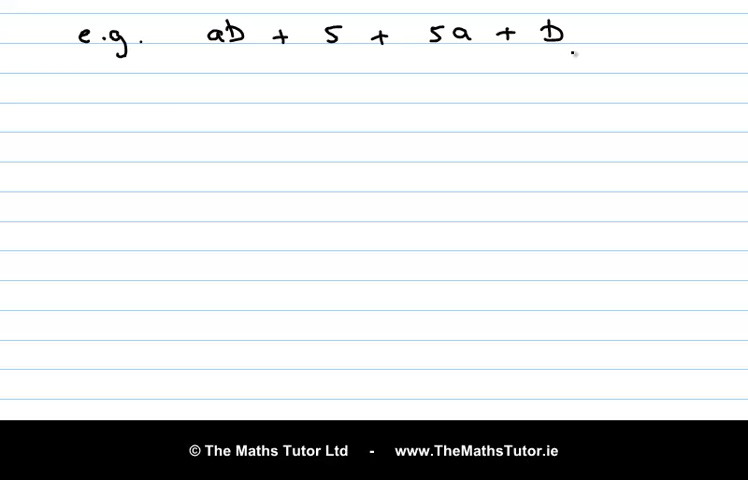 e.g. ab + 5 + 5a + b
© The Maths Tutor Ltd - www.TheMathsTutor.ie